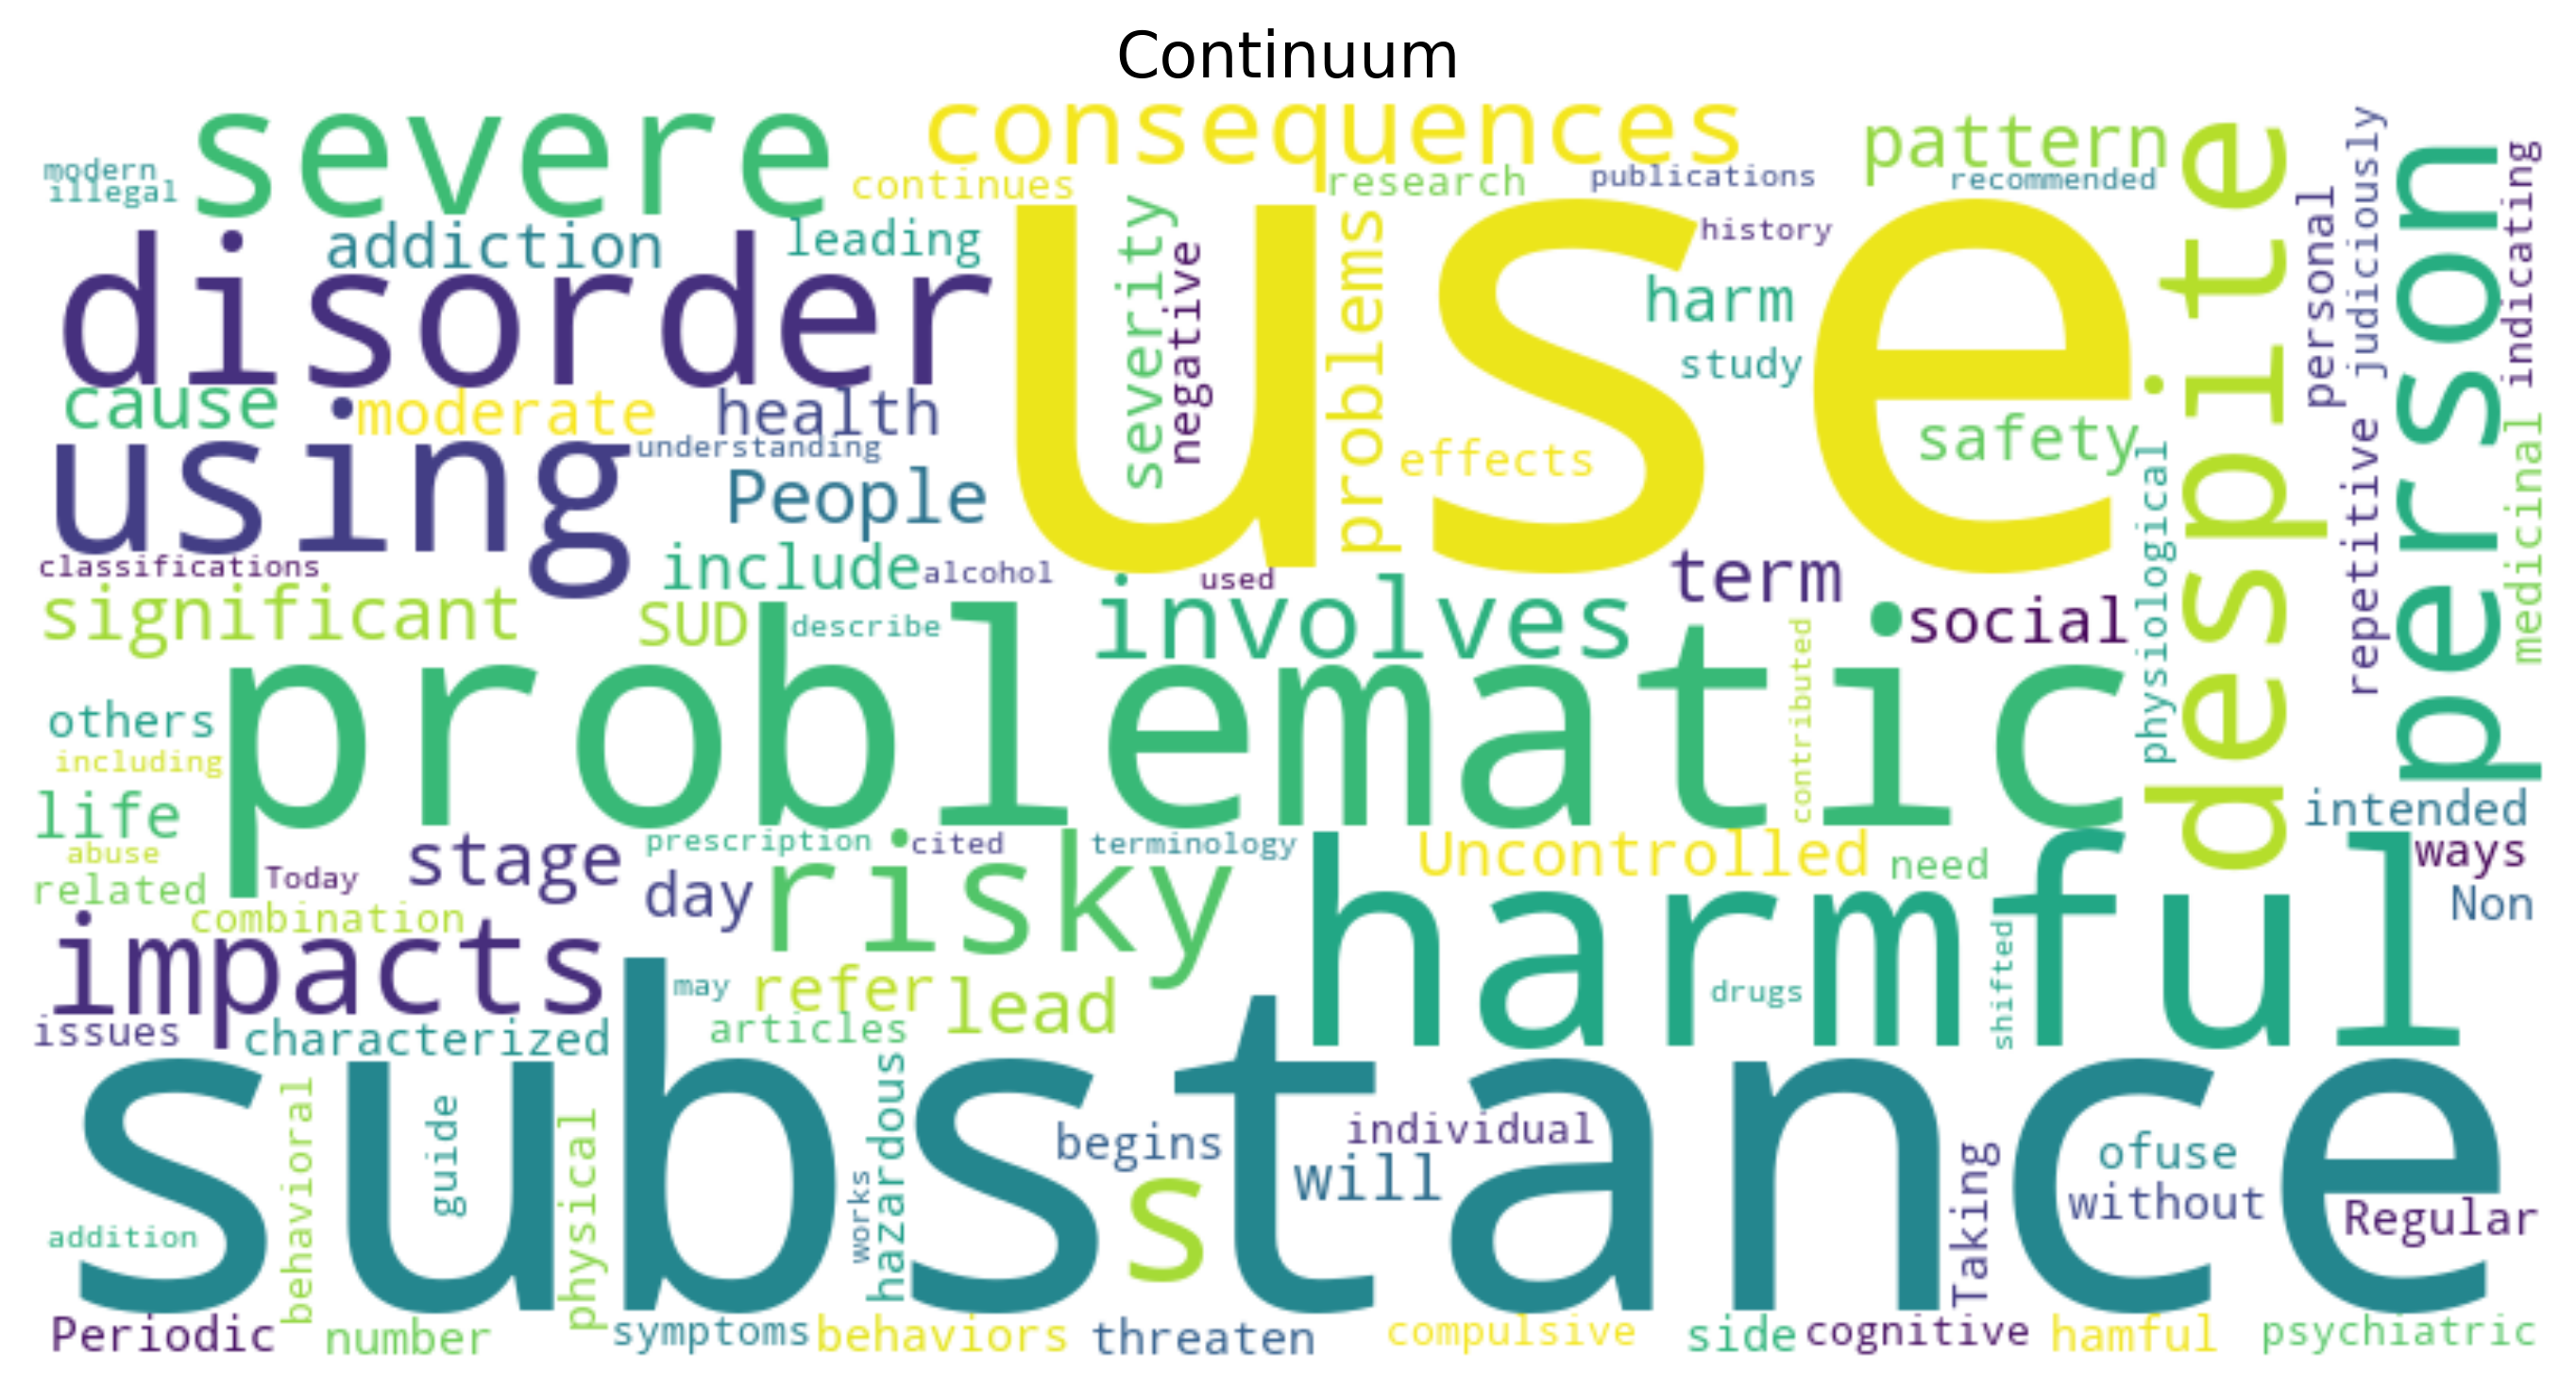 Continuum
severe
consequences
pattern
modern
illegal
continues
research
publications
recommended
despite
person
judiciously
indicating
personal
addiction
leading
disorder
use
severity
negative
problems
history
harm
study
safety
effects
cause
moderate
health
using
understanding
People
physiological
repetitive
medicinal
classifications
include
alcohol
used
term
significant
SUD
describe
involves
social
problematic
contributed
others
including
life
abuse
related
Today
stage
prescription
cited
terminology
Uncontrolled
need
intended
ways
Non
day
risky
harmful
combination
impacts
may
refer
lead
drugs
shifted
issues
characterized
articles
substance
behavioral
guide
physical
hazardous
works
begins
individual
will
s
Taking
ofuse
without
Regular
addition
Periodic
number
symptoms
behaviors
threaten
compulsive
side
cognitive
hamful
psychiatric